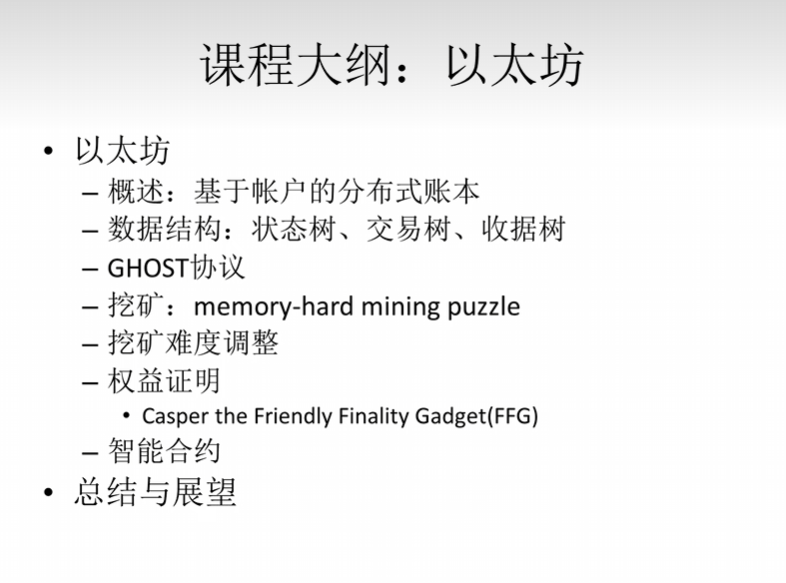 课程大纲：以太坊
• 以太坊
– 概述：基于帐户的分布式账本
– 数据结构：状态树、交易树、收据树
– GHOST协议
– 挖矿：memory-hard mining puzzle
– 挖矿难度调整
– 权益证明
• Casper the Friendly Finality Gadget(FFG)
– 智能合约
• 总结与展望